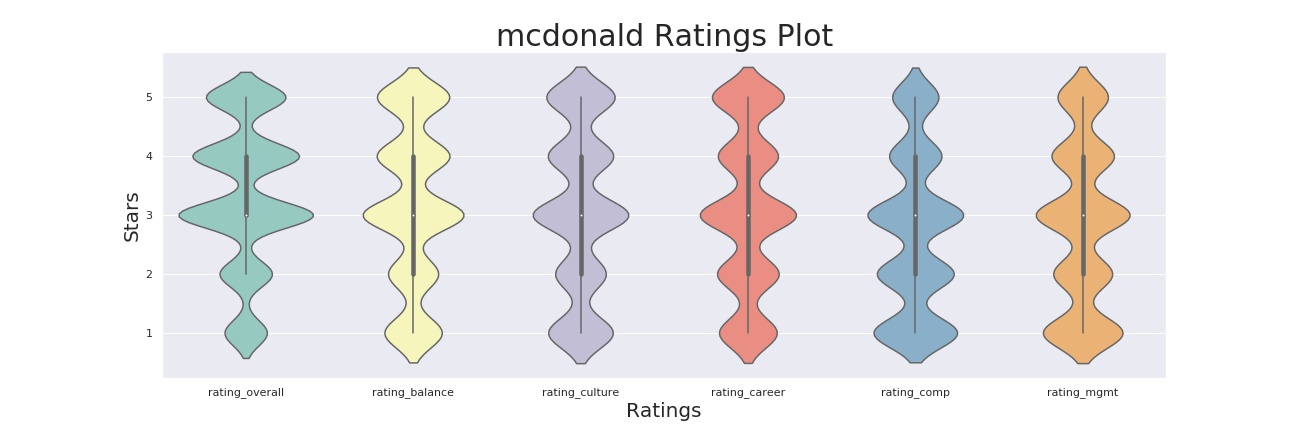 mcdonald Ratings Plot
Stars
5
4
3
2
1
rating_overall rating_balance rating_culture rating_career rating_comp rating_mgmt
Ratings